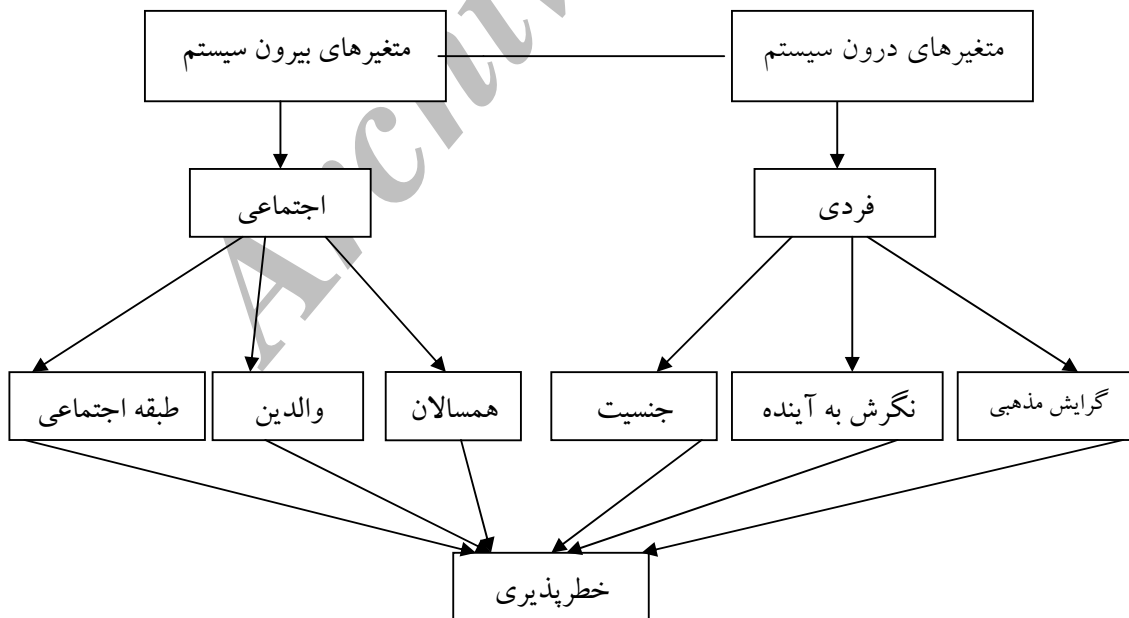 متغیرهای درون سیستم
متغیرهای بیرون سیستم
فردی
اجتماعی
گرایش مذهبی
نگرش به آینده
جنسیت
همسالان
والدین
طبقه اجتماعی
خطرپذیری